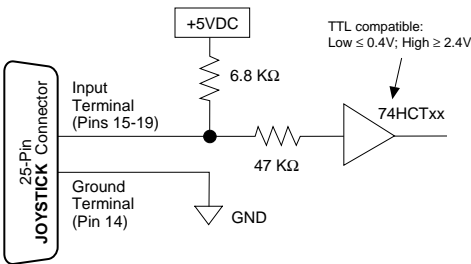 +5VDC
TTL compatible:
Low ≤ 0.4V; High ≥ 2.4V
6.8 KΩ
74HCTxx
Input
Terminal
(Pins 15-19)
47 KΩ
25-Pin
JOYSTICK Connector
Ground
Terminal
(Pin 14)
GND